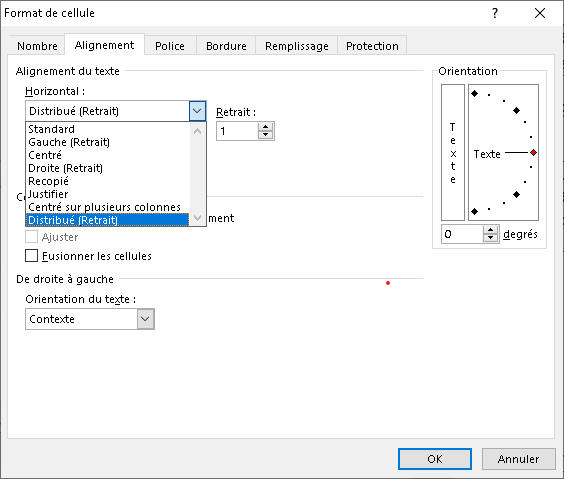 Format de cellule
?
Nombre Alignement Police Bordure Remplissage Protection
Alignement du texte
Horizontal :
Distribué (Retrait)
Retrait :
1
Standard
Gauche (Retrait)
Centré
Droite (Retrait)
Recopié
Justifier
Centré sur plusieurs colonnes
Distribué (Retrait)
ment
Ajuster
Fusionner les cellules
De droite à gauche
Orientation du texte :
Contexte
Orientation
Texte
Texte
0 degrés
OK Annuler